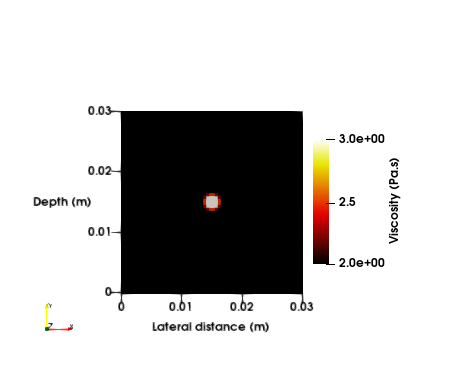 0.03
0.02
Depth (m)
0.01
0
0
0.01
0.02
0.03
Lateral distance (m)
3.0e+00
2.5
2.0e+00
Viscosity (Pa.s)
Y
Z
X